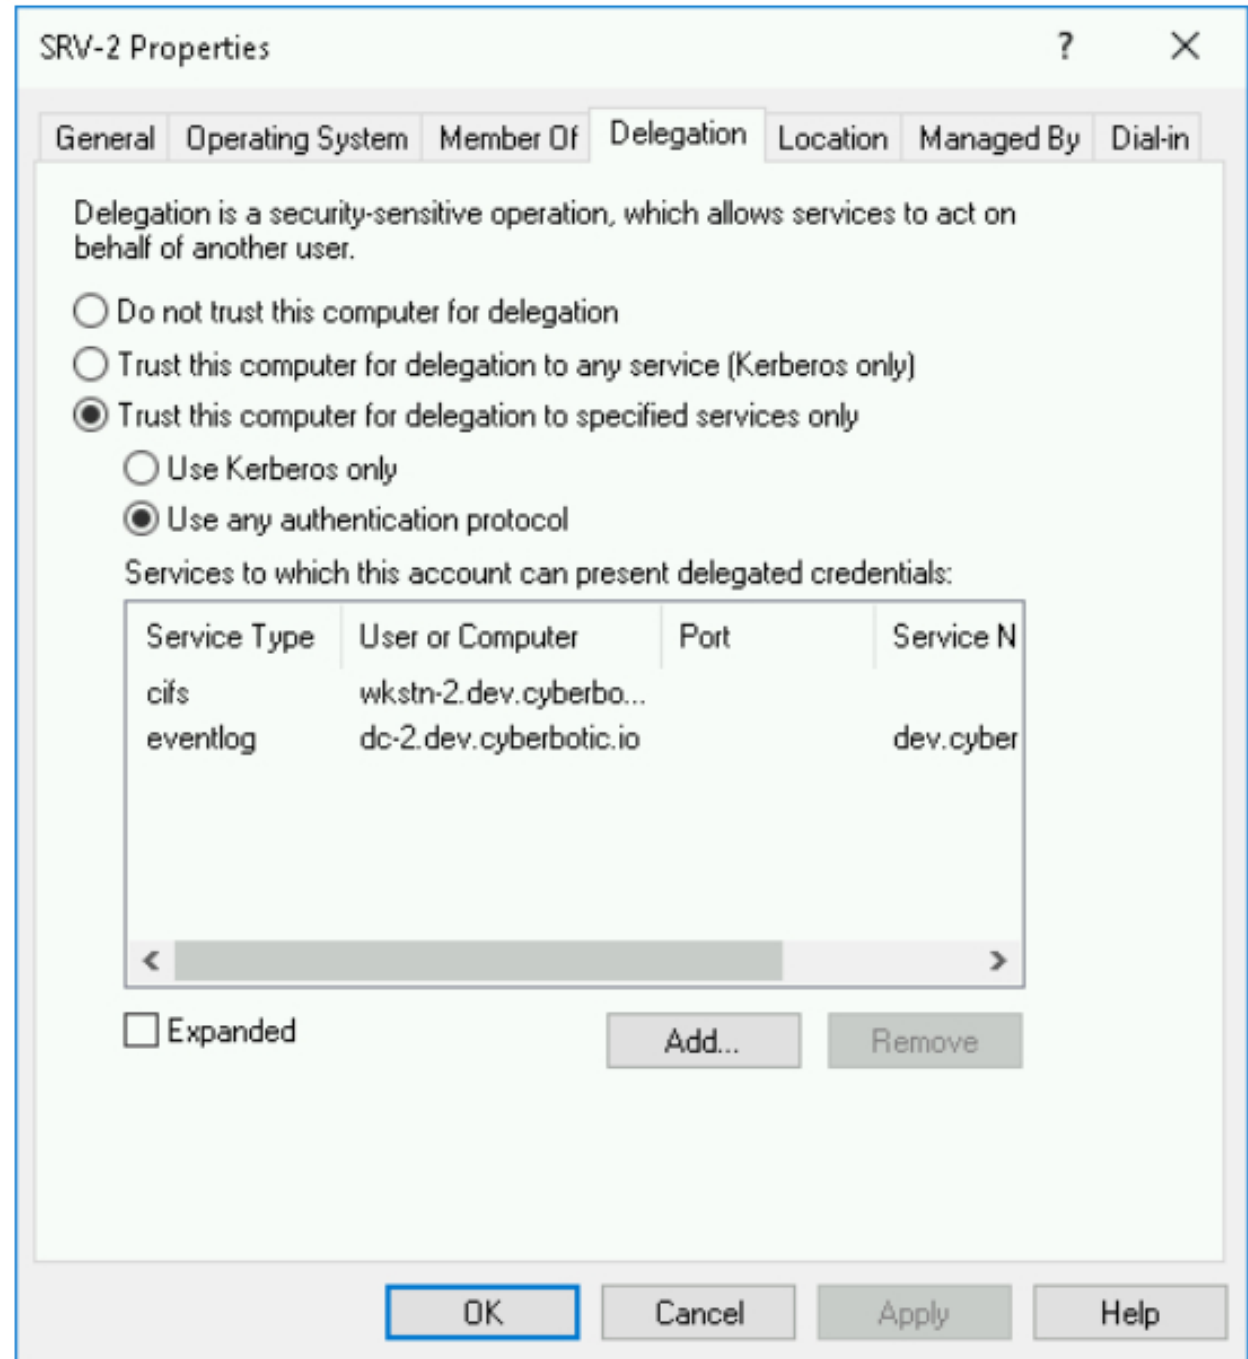 SRV-2 Properties ? ×
General Operating System Member Of Delegation Location Managed By Dial-in
Delegation is a security-sensitive operation, which allows services to act on
behalf of another user.
Do not trust this computer for delegation
Trust this computer for delegation to any service (Kerberos only)
Trust this computer for delegation to specified services only
Use Kerberos only
Use any authentication protocol
Services to which this account can present delegated credentials:
Service Type User or Computer Port Service N
cifs wkstn-2.dev.cyberbo...
eventlog dc-2.dev.cyberbotic.io dev.cyber
Expanded Add... Remove
OK Cancel Apply Help